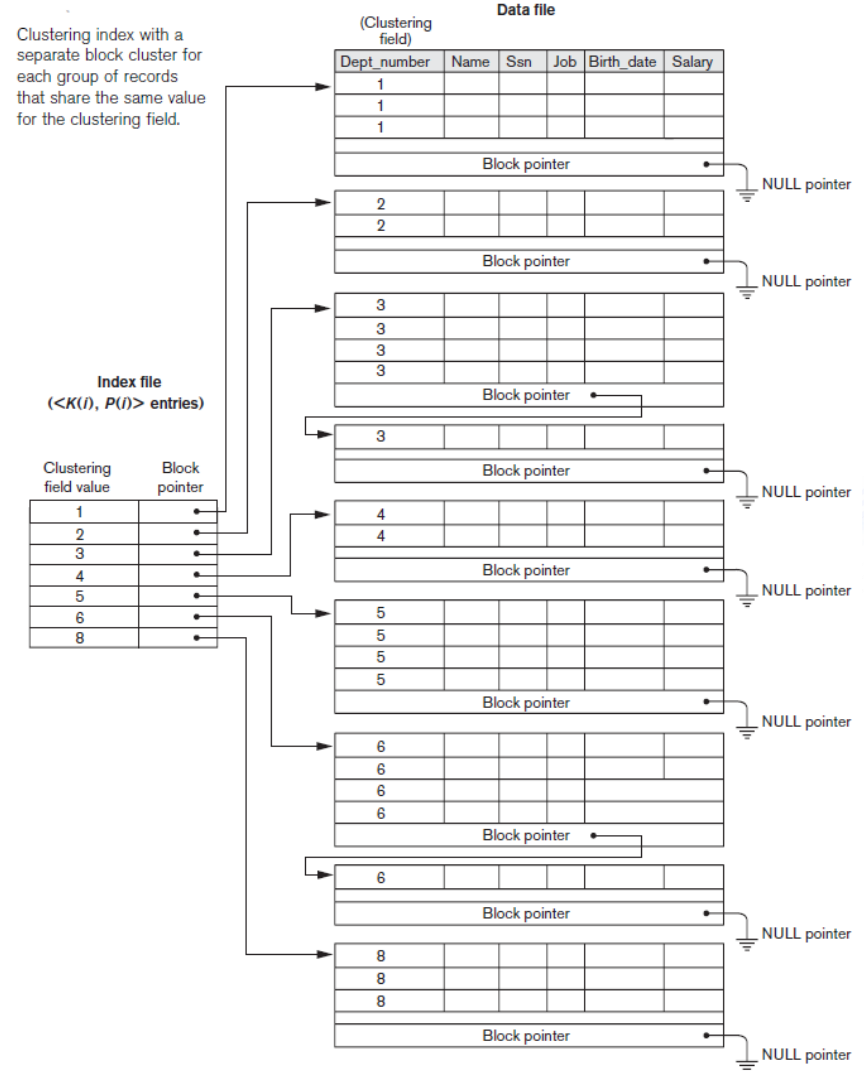 Clustering index with a
separate block cluster for
each group of records
that share the same value
for the clustering field.
Data file
(Clustering
field)
Dept_number Name Ssn Job Birth_date Salary
1
1
1
Block pointer
NULL pointer
2
2
Block pointer
NULL pointer
3
3
3
3
Block pointer
3
Block pointer
NULL pointer
4
4
Block pointer
NULL pointer
5
5
5
5
Block pointer
NULL pointer
6
6
6
6
Block pointer
6
Block pointer
NULL pointer
8
8
8
Block pointer
NULL pointer
Index file
(<K(i), P(i)> entries)
Clustering Block
field value pointer
1
2
3
4
5
6
8